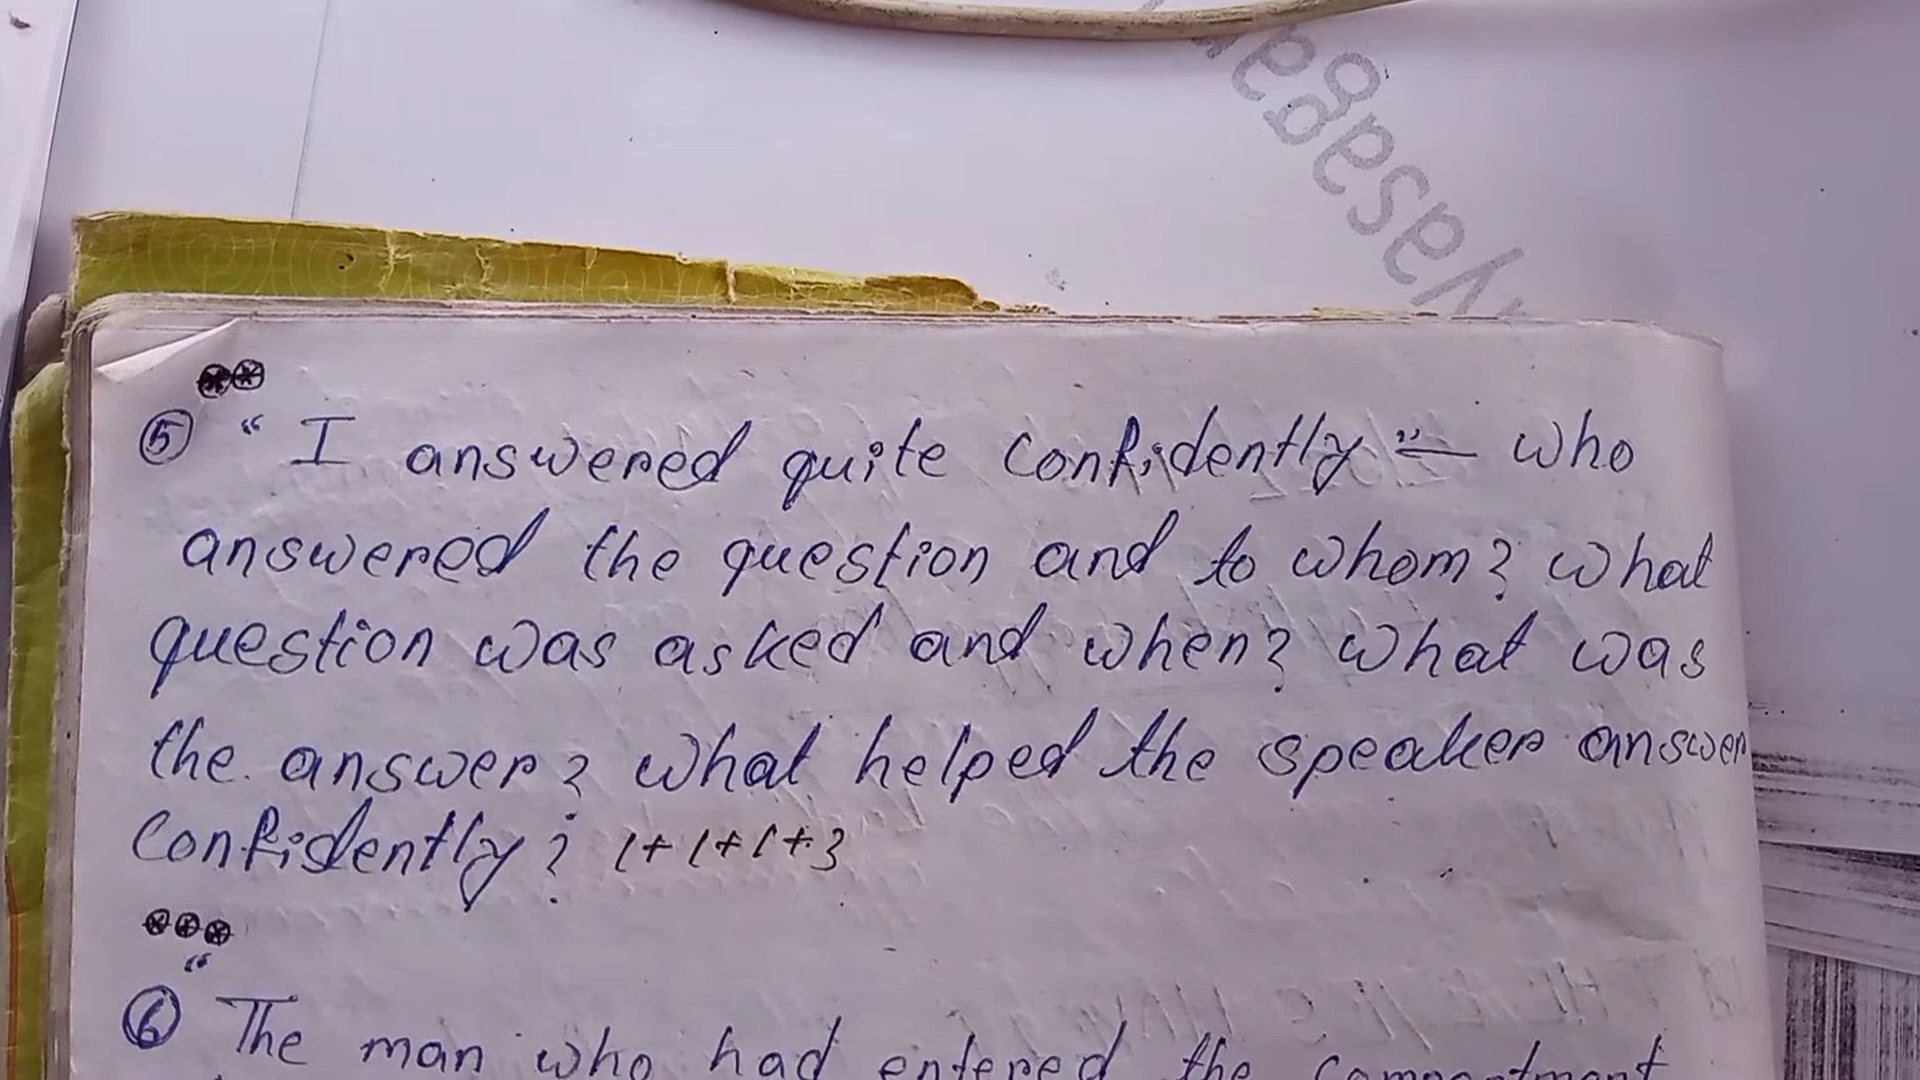 Vyasagar
⑤ "I answered quite confidently" — who
answered the question and to whom? What
question was asked and when? What was
the answer? What helped the speaker answer
confidently? 1+1+1+3
⑥ "The man who had entered the compartment